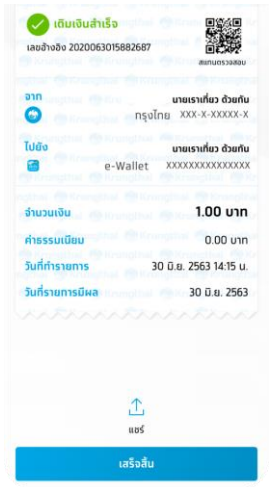 เติมเงินสำเร็จ
เลขอ้างอิง 2020063015882687
สแกนตรวจสอบ
จาก
นายเราเที่ยว ด้วยกัน
กรุงไทย XXX-X-XXXXX-X
ไปยัง
นายเราเที่ยว ด้วยกัน
e-Wallet XXXXXXXXXXXXXXX
จำนวนเงิน 1.00 บาท
ค่าธรรมเนียม 0.00 บาท
วันที่ทำรายการ 30 มิ.ย. 2563 14:15 น.
วันที่รายการมีผล 30 มิ.ย. 2563
แชร์
เสร็จสิ้น